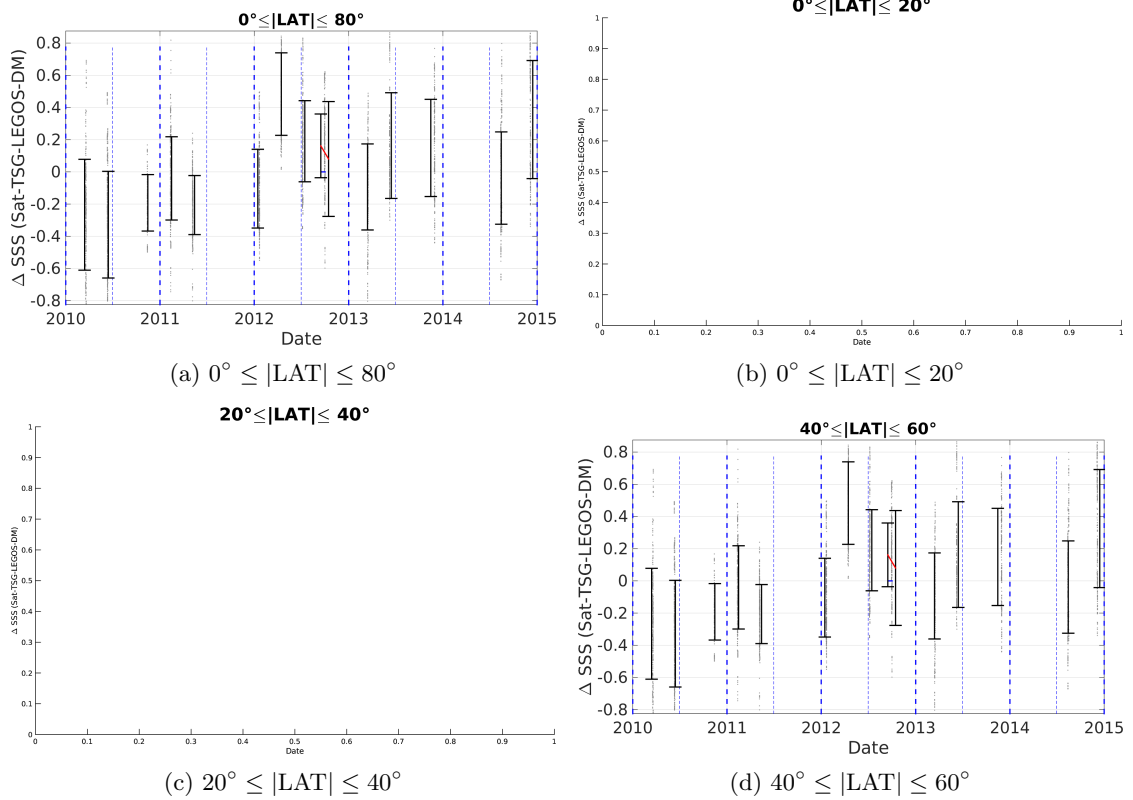 0°≤|LAT|≤ 80°
0.8
0.6
0.4
0.2
0
-0.2
-0.4
-0.6
-0.8
Δ SSS (Sat-TSG-LEGOS-DM)
2010 2011 2012 2013 2014 2015
Date
(a) 0° ≤ |LAT| ≤ 80°
0°≤|LAT|≤ 20°
1
0.9
0.8
0.7
0.6
0.5
0.4
0.3
0.2
0.1
0
Δ SSS (Sat-TSG-LEGOS-DM)
0 0.1 0.2 0.3 0.4 0.5 0.6 0.7 0.8 0.9 1
Date
(b) 0° ≤ |LAT| ≤ 20°
20°≤|LAT|≤ 40°
1
0.9
0.8
0.7
0.6
0.5
0.4
0.3
0.2
0.1
0
Δ SSS (Sat-TSG-LEGOS-DM)
0 0.1 0.2 0.3 0.4 0.5 0.6 0.7 0.8 0.9 1
Date
(c) 20° ≤ |LAT| ≤ 40°
40°≤|LAT|≤ 60°
0.8
0.6
0.4
0.2
0
-0.2
-0.4
-0.6
-0.8
Δ SSS (Sat-TSG-LEGOS-DM)
2010 2011 2012 2013 2014 2015
Date
(d) 40° ≤ |LAT| ≤ 60°